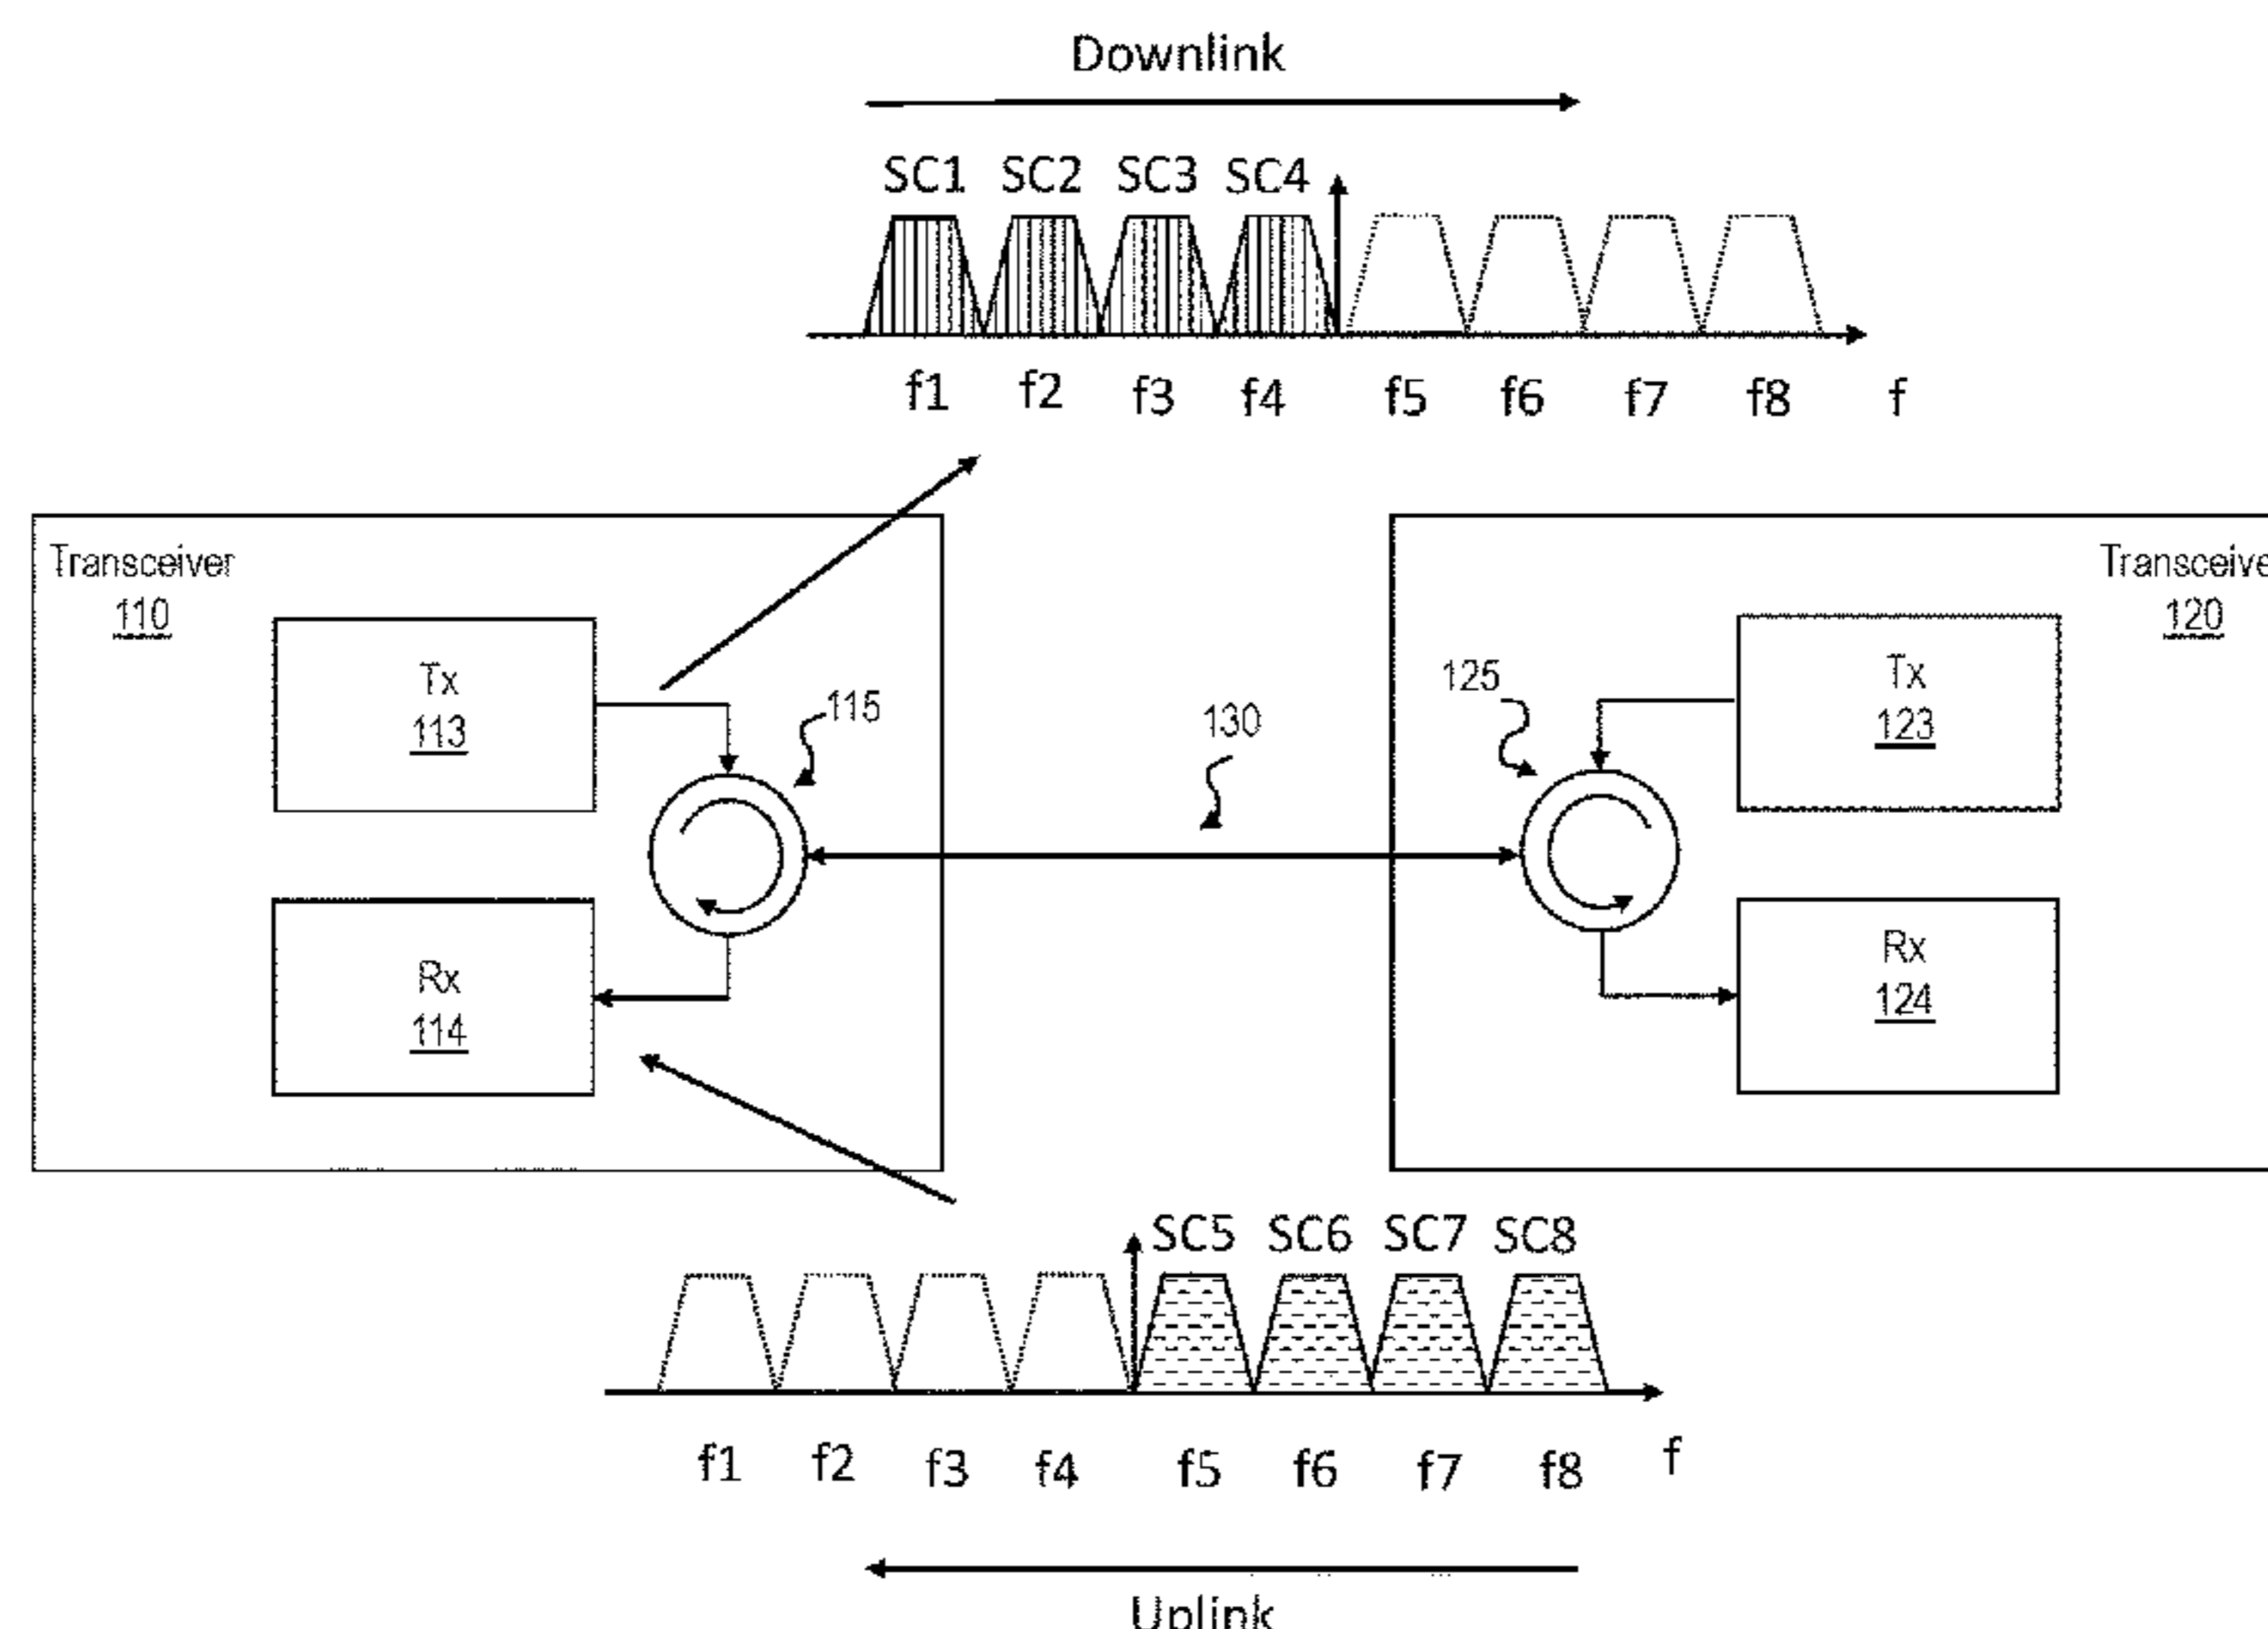 Downlink
SC1 SC2 SC3 SC4
f1 f2 f3 f4 f5 f6 f7 f8 f
Transceiver
110
Tx
113
115
Rx
114
130
Transceive
120
125
Tx
123
Rx
124
SC5 SC6 SC7 SC8
f1 f2 f3 f4 f5 f6 f7 f8 f
Uplink